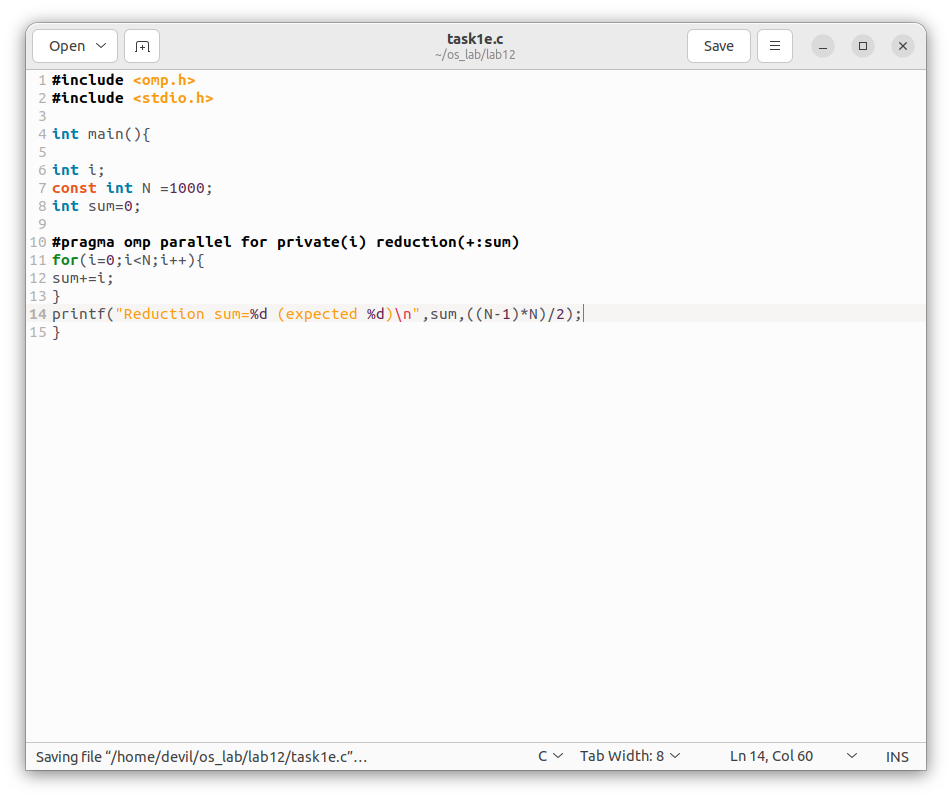 Open
task1e.c
~/os_lab/lab12
Save
1 #include <omp.h>
2 #include <stdio.h>
3
4 int main(){
5
6 int i;
7 const int N =1000;
8 int sum=0;
9
10 #pragma omp parallel for private(i) reduction(+:sum)
11 for(i=0;i<N;i++){
12 sum+=i;
13 }
14 printf("Reduction sum=%d (expected %d)\n",sum,((N-1)*N)/2);
15 }
Saving file “/home/devil/os_lab/lab12/task1e.c”…
C
Tab Width: 8
Ln 14, Col 60
INS